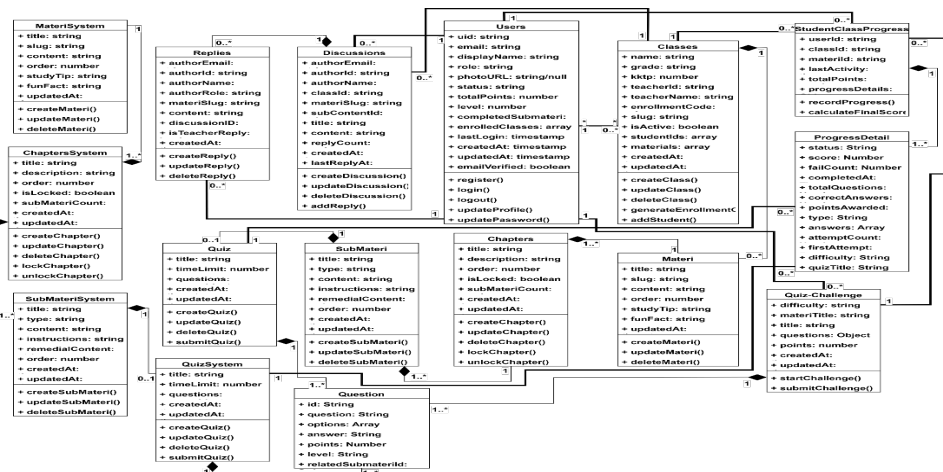 MateriSystem
+ title: string
+ slug: string
+ content: string
+ order: number
+ studyTip: string
+ funFact: string
+ updatedAt:
+ createMateri()
+ updateMateri()
+ deleteMateri()
ChaptersSystem
+ title: string
+ description: string
+ order: number
+ isLocked: boolean
+ subMateriCount:
+ createdAt:
+ updatedAt:
+ createChapter()
+ updateChapter()
+ deleteChapter()
+ lockChapter()
+ unlockChapter()
SubMateriSystem
+ title: string
+ type: string
+ content: string
+ instructions: string
+ remedialContent:
+ order: number
+ createdAt:
+ updatedAt:
+ createSubMateri()
+ updateSubMateri()
+ deleteSubMateri()
Replies
+ authorEmail:
+ authorId: string
+ authorName:
+ authorRole: string
+ materiSlug: string
+ content: string
+ discussionID:
+ isTeacherReply:
+ createdAt:
+ createReply()
+ updateReply()
+ deleteReply()
Discussions
+ authorEmail:
+ authorId: string
+ authorName:
+ classId: string
+ materiSlug: string
+ subContentId:
+ title: string
+ content: string
+ replyCount:
+ createdAt:
+ lastReplyAt:
+ createDiscussion()
+ updateDiscussion()
+ deleteDiscussion()
+ addReply()
Users
+ uid: string
+ email: string
+ displayName: string
+ role: string
+ photoURL: string/null
+ status: string
+ totalPoints: number
+ level: number
+ completedSubmateri:
+ enrolledClasses: array
+ lastLogin: timestamp
+ createdAt: timestamp
+ updatedAt: timestamp
+ emailVerified: boolean
+ register()
+ login()
+ logout()
+ updateProfile()
+ updatePassword()
Classes
+ name: string
+ grade: string
+ kktp: number
+ teacherId: string
+ teacherName: string
+ enrollmentCode:
+ slug: string
+ isActive: boolean
+ studentIds: array
+ materials: array
+ createdAt:
+ updatedAt:
+ createClass()
+ updateClass()
+ deleteClass()
+ generateEnrollmentC
+ addStudent()
StudentClassProgress
+ userId: string
+ classId: string
+ materiId: string
+ lastActivity:
+ totalPoints:
+ progressDetails:
+ recordProgress()
+ calculateFinalScore
ProgressDetail
+ status: String
+ score: Number
+ failCount: Number
+ completedAt:
+ totalQuestions:
+ correctAnswers:
+ pointsAwarded:
+ type: String
+ answers: Array
+ attemptCount:
+ firstAttempt:
+ difficulty: String
+ quizTitle: String
Quiz
+ title: string
+ timeLimit: number
+ questions:
+ createdAt:
+ updatedAt:
+ createQuiz()
+ updateQuiz()
+ deleteQuiz()
+ submitQuiz()
SubMateri
+ title: string
+ type: string
+ content: string
+ instructions: string
+ remedialContent:
+ order: number
+ createdAt:
+ updatedAt:
+ createSubMateri()
+ updateSubMateri()
+ deleteSubMateri()
Chapters
+ title: string
+ description: string
+ order: number
+ isLocked: boolean
+ subMateriCount:
+ createdAt:
+ updatedAt:
+ createChapter()
+ updateChapter()
+ deleteChapter()
+ lockChapter()
+ unlockChapter()
Materi
+ title: string
+ slug: string
+ content: string
+ order: number
+ studyTip: string
+ funFact: string
+ updatedAt:
+ createMateri()
+ updateMateri()
+ deleteMateri()
Quiz-Challenge
+ difficulty: string
+ materiTitle: string
+ title: string
+ questions: Object
+ points: number
+ createdAt:
+ updatedAt:
+ startChallenge()
+ submitChallenge()
QuizSystem
+ title: string
+ timeLimit: number
+ questions:
+ createdAt:
+ updatedAt:
+ createQuiz()
+ updateQuiz()
+ deleteQuiz()
+ submitQuiz()
Question
+ id: String
+ question: String
+ options: Array
+ answer: String
+ points: Number
+ level: String
+ relatedSubmateriId: